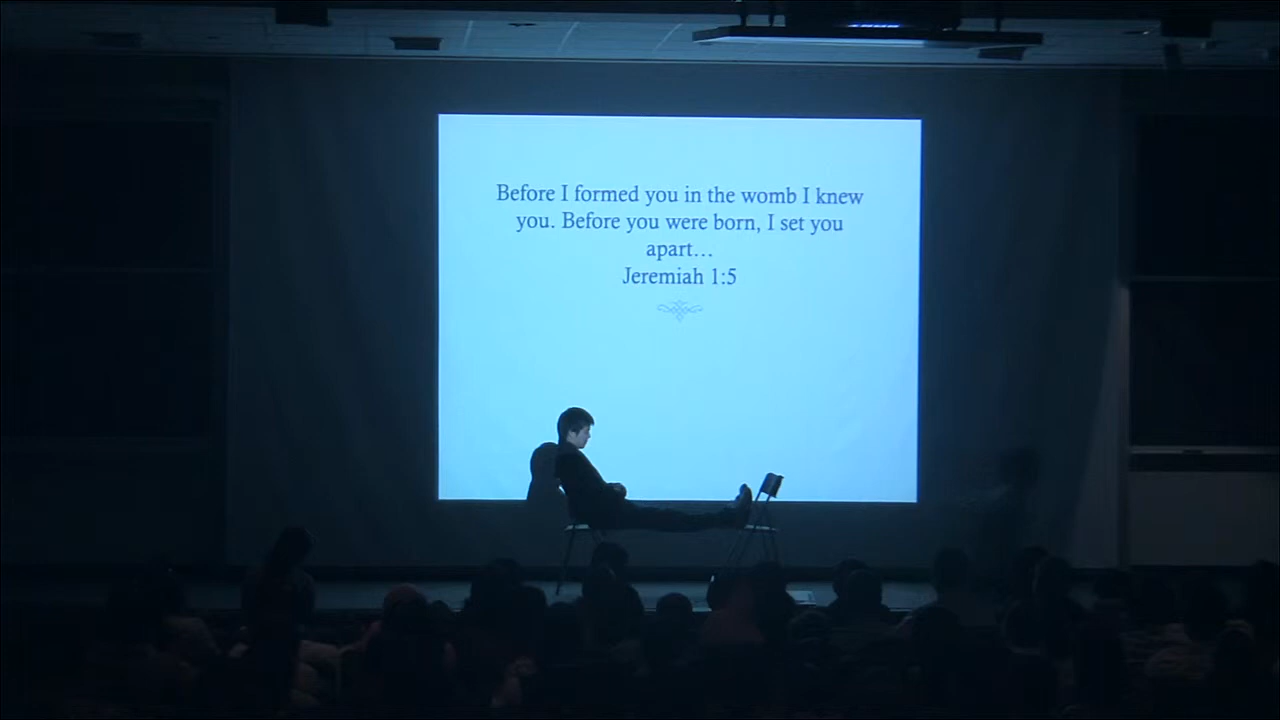 Before I formed you in the womb I knew
you. Before you were born, I set you
apart…
Jeremiah 1:5